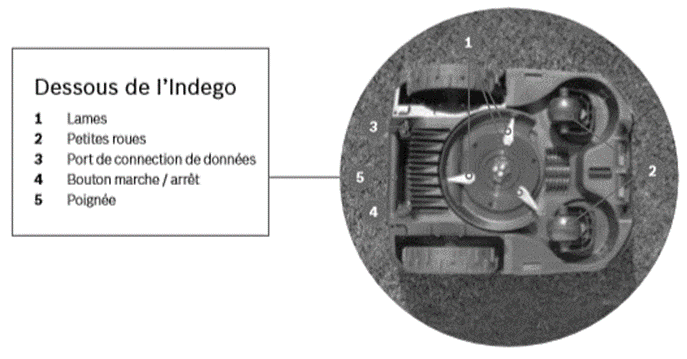 Dessous de l'Indego
1 Lames
2 Petites roues
3 Port de connection de données
4 Bouton marche / arrêt
5 Poignée
1
3
5
2
4